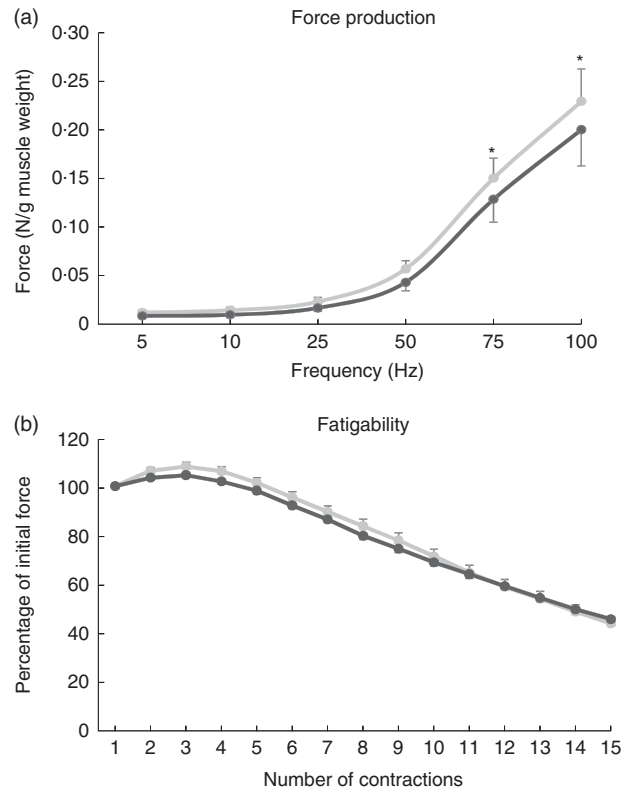 (a) Force production
0·30
0·25
0·20
0·15
0·10
0·05
0
Force (N/g muscle weight)
* *
5 10 25 50 75 100
Frequency (Hz)
(b) Fatigability
120
100
80
60
40
20
0
Percentage of initial force
1 2 3 4 5 6 7 8 9 10 11 12 13 14 15
Number of contractions